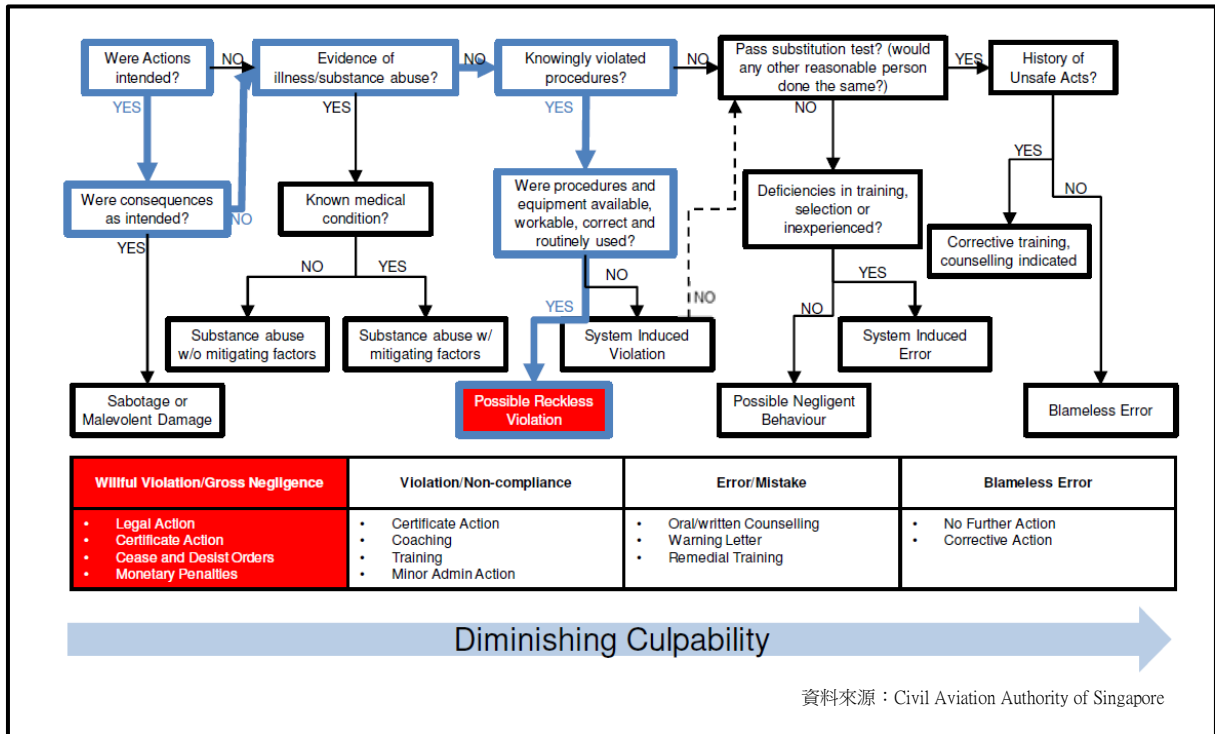 Were Actions
intended?
NO
Evidence of
illness/substance abuse?
NO
Knowingly violated
procedures?
NO
Pass substitution test? (would
any other reasonable person
done the same?)
YES
History of
Unsafe Acts?
YES
YES
YES
NO
YES
NO
Were consequences
as intended?
NO
Known medical
condition?
Were procedures and
equipment available,
workable, correct and
routinely used?
Deficiencies in training,
selection or
inexperienced?
Corrective training,
counselling indicated
YES
NO
YES
YES
NO
NO
NO
YES
Substance abuse
w/o mitigating factors
Substance abuse w/
mitigating factors
System Induced
Violation
System Induced
Error
Sabotage or
Malevolent Damage
Possible Reckless
Violation
Possible Negligent
Behaviour
Blameless Error
Willful Violation/Gross Negligence
• Legal Action
• Certificate Action
• Cease and Desist Orders
• Monetary Penalties
Violation/Non-compliance
• Certificate Action
• Coaching
• Training
• Minor Admin Action
Error/Mistake
• Oral/written Counselling
• Warning Letter
• Remedial Training
Blameless Error
• No Further Action
• Corrective Action
Diminishing Culpability
資料來源：Civil Aviation Authority of Singapore